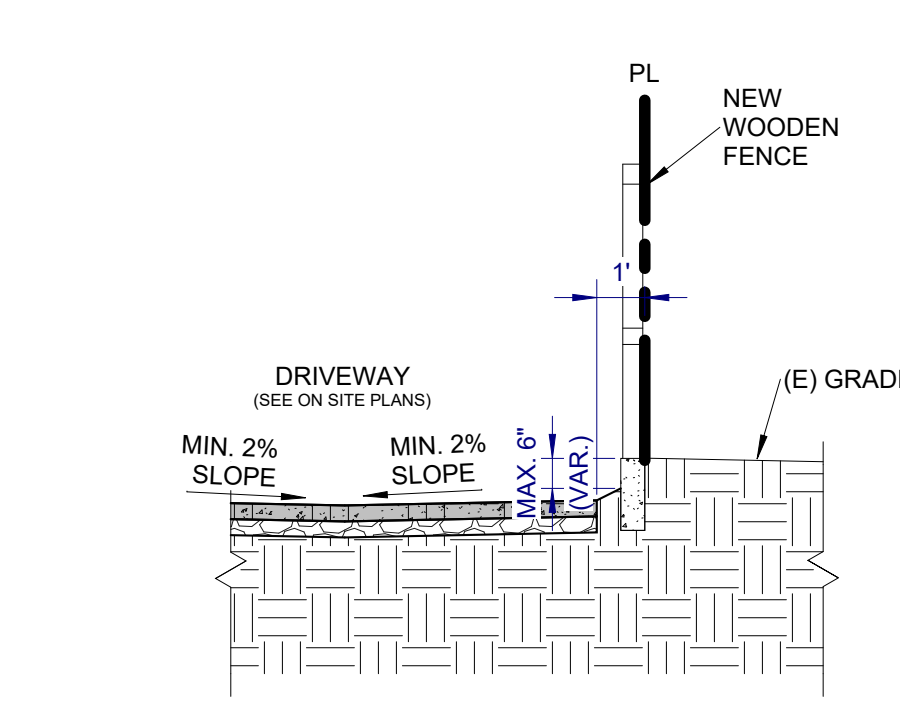 PL
NEW
WOODEN
FENCE
1'
DRIVEWAY
(SEE ON SITE PLANS)
(E) GRAD
MIN. 2%
SLOPE
MIN. 2%
SLOPE
MAX. 6"
(VAR.)